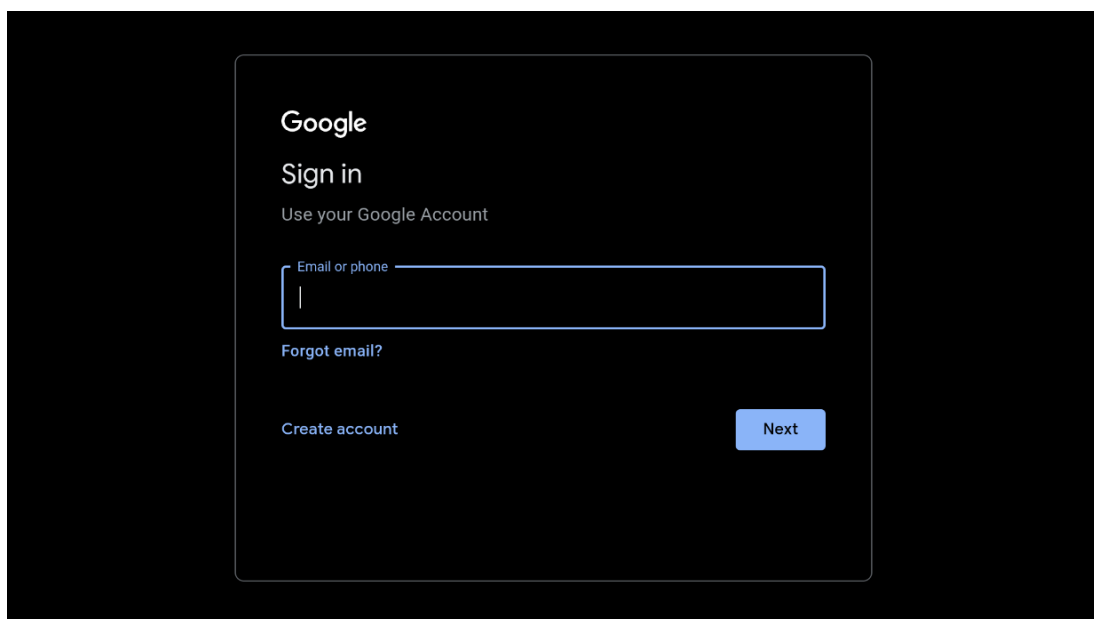 Google
Sign in
Use your Google Account
Email or phone
Forgot email?
Create account
Next